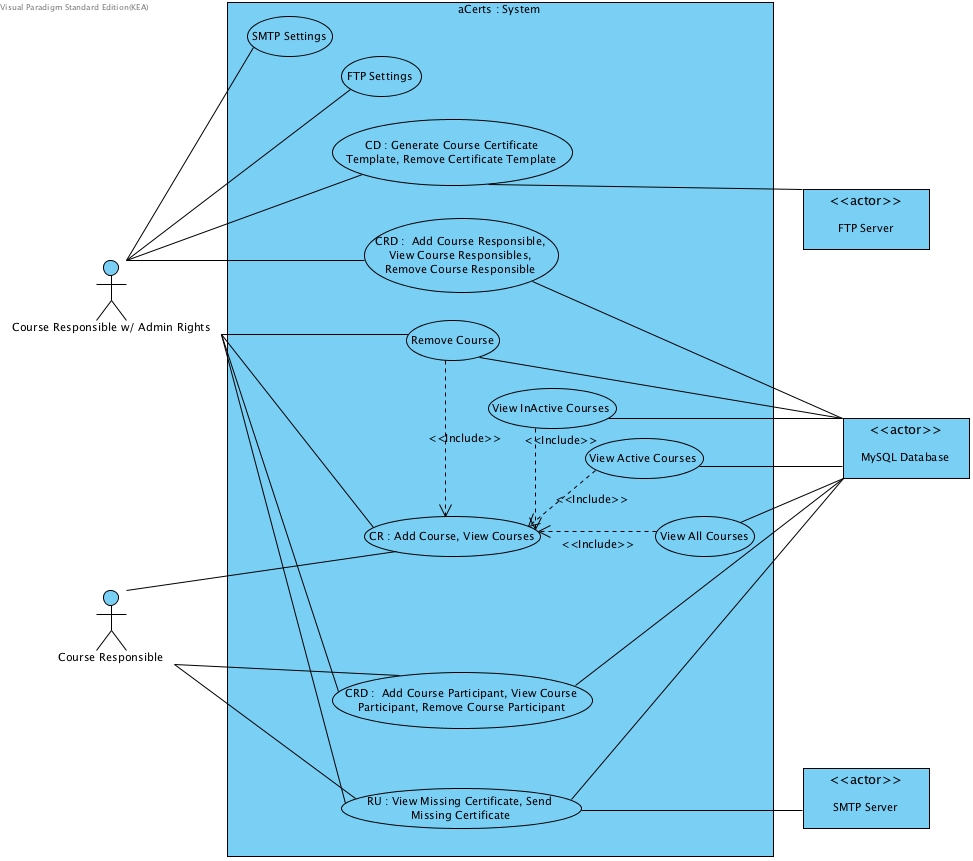 Visual Paradigm Standard Edition(KEA)
aCerts : System
SMTP Settings
FTP Settings
CD : Generate Course Certificate
Template, Remove Certificate Template
<<actor>>
FTP Server
CRD :  Add Course Responsible,
View Course Responsibles,
Remove Course Responsible
Course Responsible w/ Admin Rights
Remove Course
View InActive Courses
<<actor>>
MySQL Database
<<Include>>
<<Include>>
View Active Courses
<<Include>>
CR : Add Course, View Courses
View All Courses
<<Include>>
Course Responsible
CRD :  Add Course Participant, View Course
Participant, Remove Course Participant
<<actor>>
SMTP Server
RU : View Missing Certificate, Send
Missing Certificate